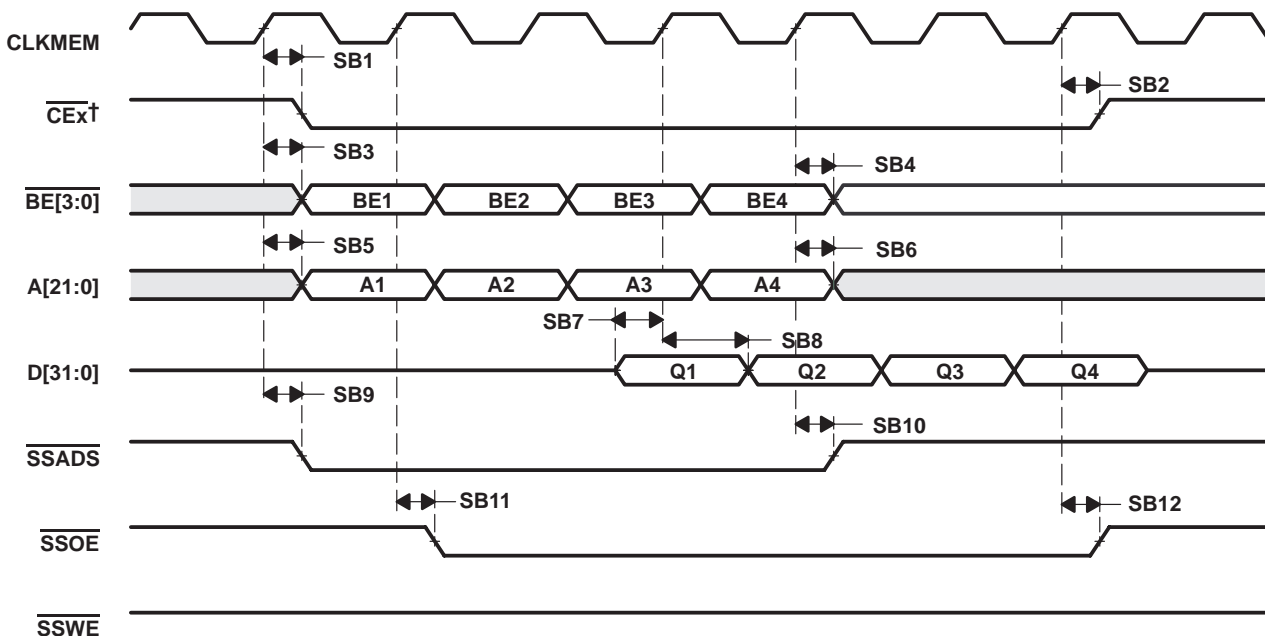 CLKMEM
SB1
SB2
CEx†
SB3
SB4
BE[3:0]
BE1 BE2 BE3 BE4
SB5
SB6
A[21:0]
A1 A2 A3 A4
SB7
SB8
D[31:0]
Q1 Q2 Q3 Q4
SB9
SB10
SSADS
SB11
SB12
SSOE
SSWE